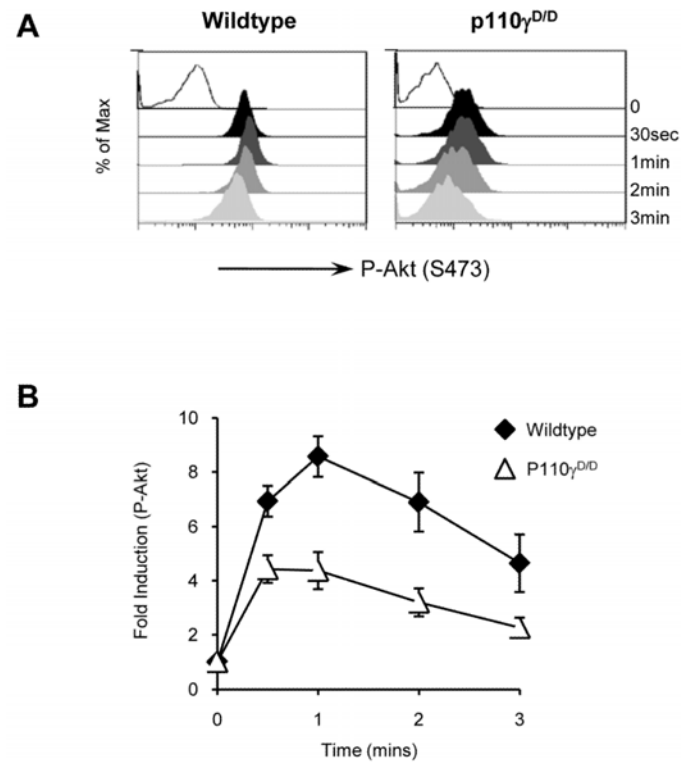 A
Wildtype
p110γD/D
% of Max
0
30sec
1min
2min
3min
P-Akt (S473)
B
Fold Induction (P-Akt)
10
8
6
4
2
0
Wildtype
P110γD/D
0 1 2 3
Time (mins)